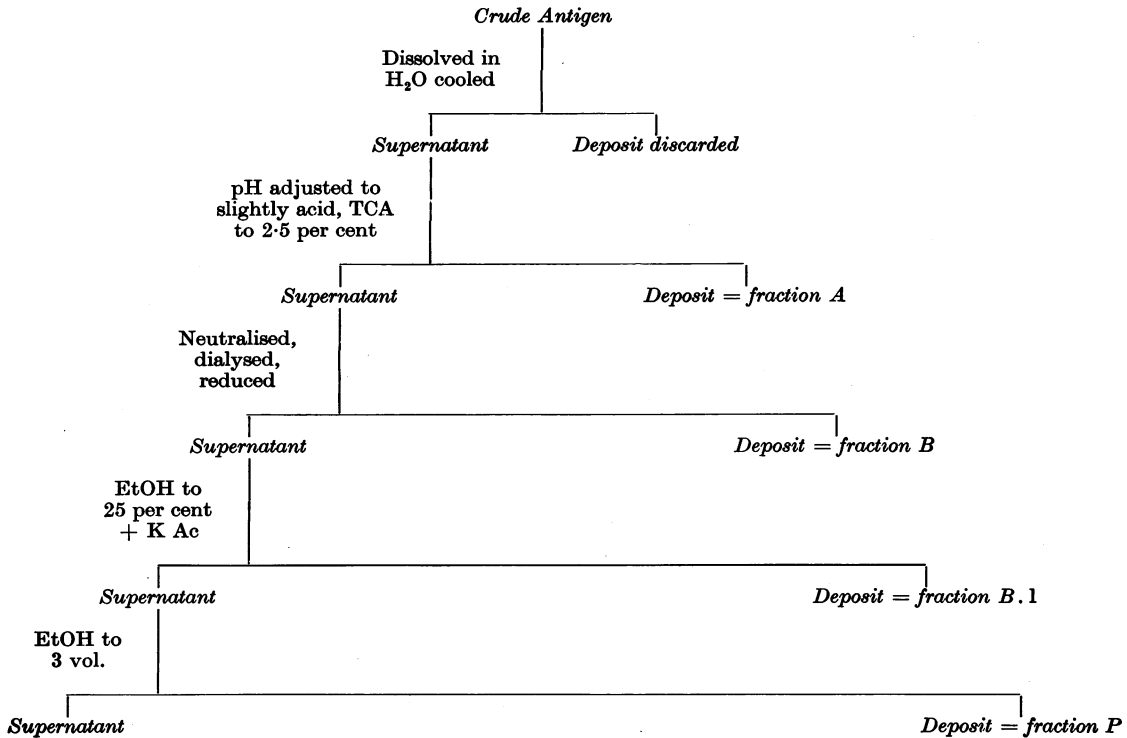 Crude Antigen
Dissolved in
H₂O cooled
Supernatant
Deposit discarded
pH adjusted to
slightly acid, TCA
to 2·5 per cent
Supernatant
Deposit = fraction A
Neutralised,
dialysed,
reduced
Supernatant
Deposit = fraction B
EtOH to
25 per cent
+ K Ac
Supernatant
Deposit = fraction B.1
EtOH to
3 vol.
Supernatant
Deposit = fraction P